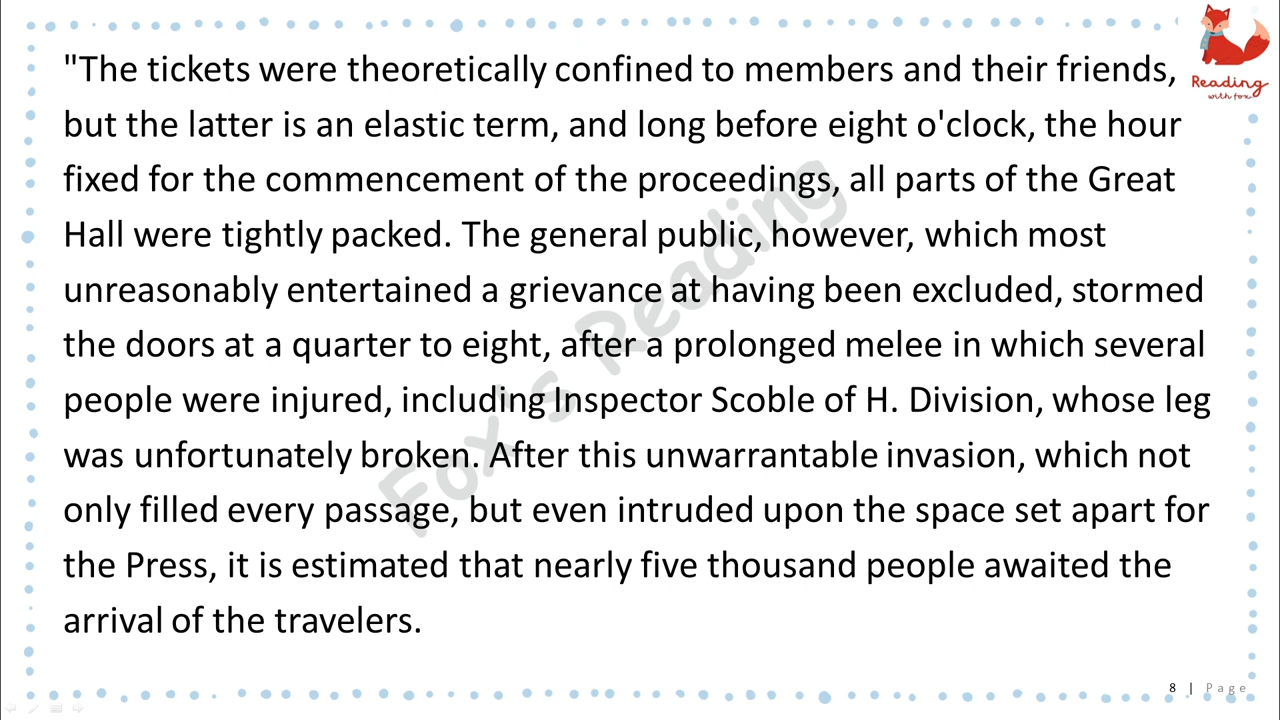 "The tickets were theoretically confined to members and their friends,
but the latter is an elastic term, and long before eight o'clock, the hour
fixed for the commencement of the proceedings, all parts of the Great
Hall were tightly packed. The general public, however, which most
unreasonably entertained a grievance at having been excluded, stormed
the doors at a quarter to eight, after a prolonged melee in which several
people were injured, including Inspector Scoble of H. Division, whose leg
was unfortunately broken. After this unwarrantable invasion, which not
only filled every passage, but even intruded upon the space set apart for
the Press, it is estimated that nearly five thousand people awaited the
arrival of the travelers.
Reading
with fox
Fox's Reading
8 | Page